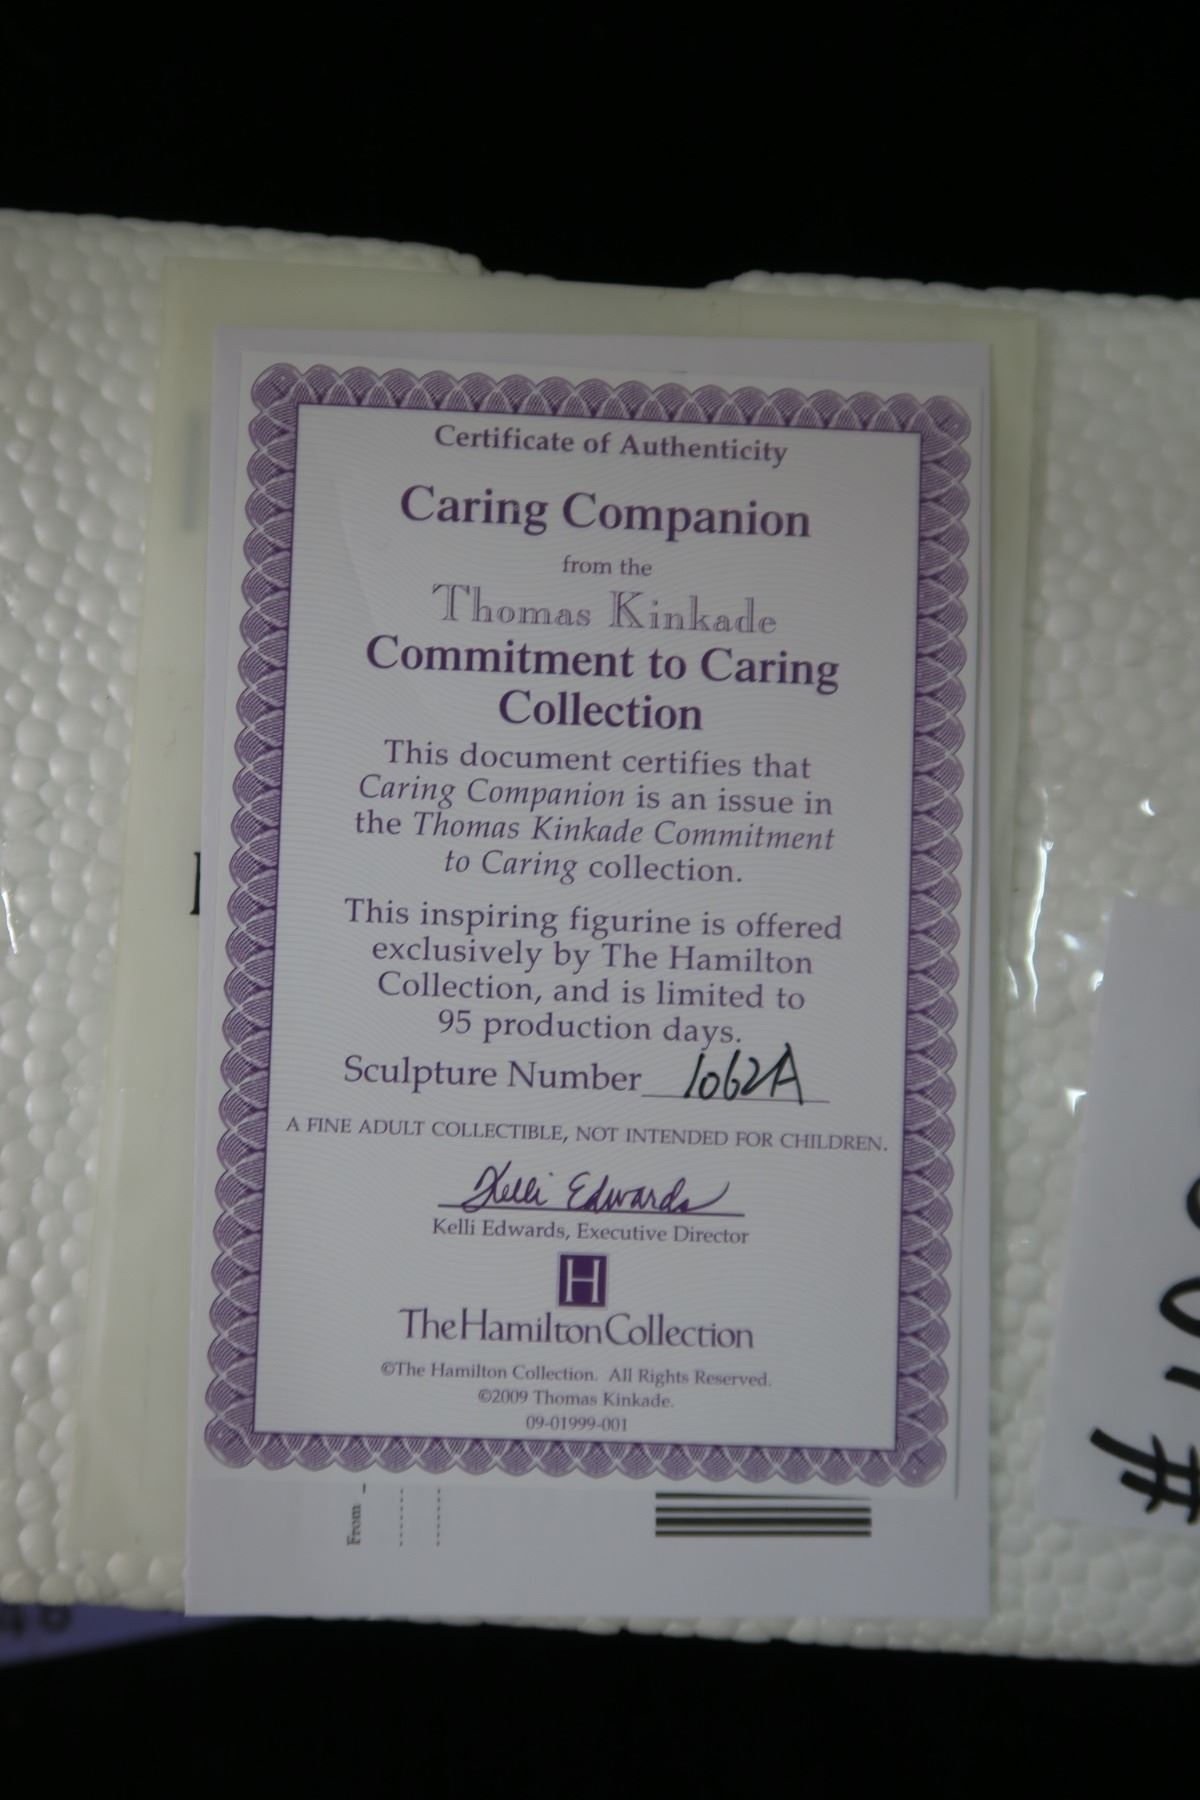 Certificate of Authenticity
Caring Companion
from the
Thomas Kinkade
Commitment to Caring
Collection
This document certifies that
Caring Companion is an issue in
the Thomas Kinkade Commitment
to Caring collection.
This inspiring figurine is offered
exclusively by The Hamilton
Collection, and is limited to
95 production days.
Sculpture Number 1062A
A FINE ADULT COLLECTIBLE, NOT INTENDED FOR CHILDREN.
Kelli Edwards
Kelli Edwards, Executive Director
H
The Hamilton Collection
©The Hamilton Collection. All Rights Reserved.
©2009 Thomas Kinkade.
09-01999-001
From